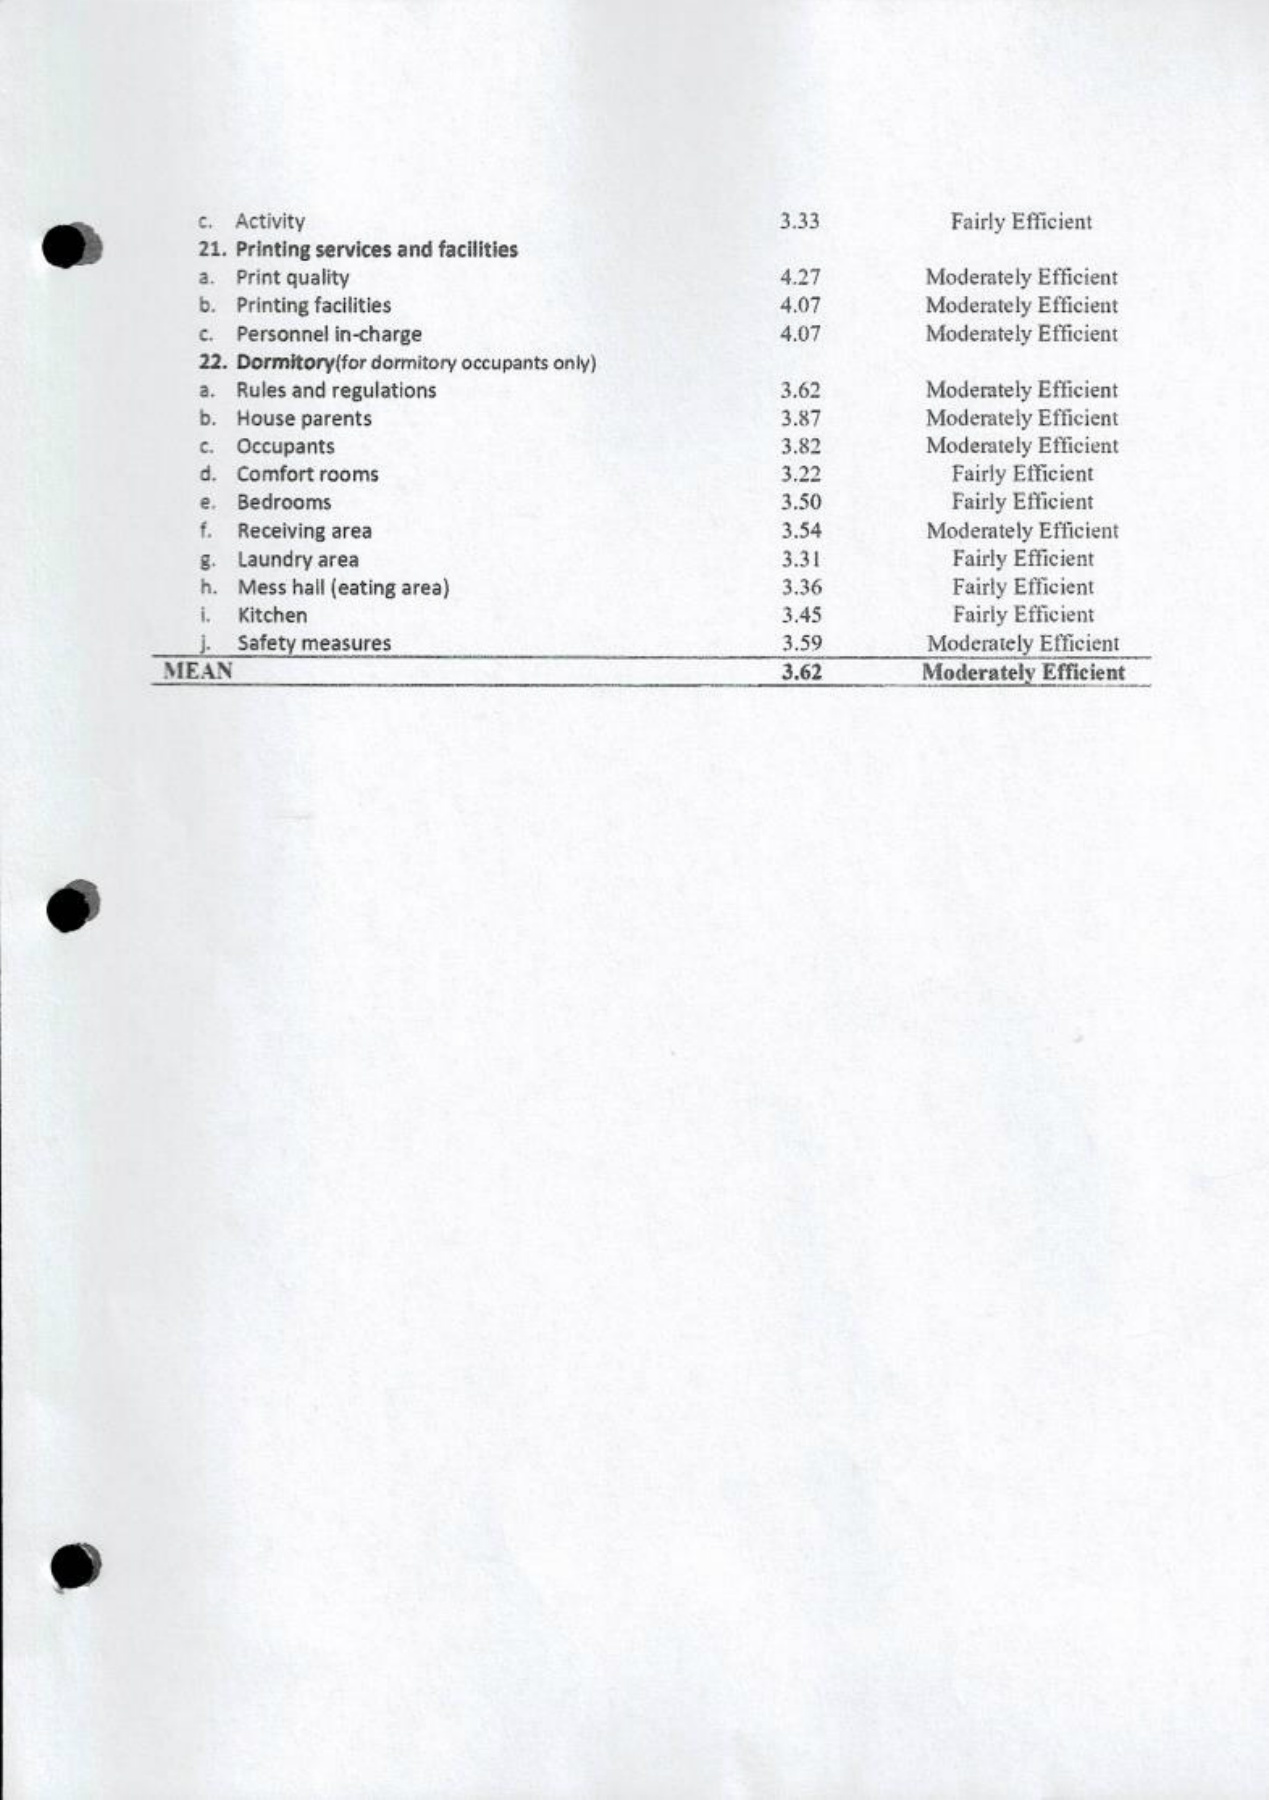 c. Activity 3.33 Fairly Efficient
21. Printing services and facilities
a. Print quality 4.27 Moderately Efficient
b. Printing facilities 4.07 Moderately Efficient
c. Personnel in-charge 4.07 Moderately Efficient
22. Dormitory(for dormitory occupants only)
a. Rules and regulations 3.62 Moderately Efficient
b. House parents 3.87 Moderately Efficient
c. Occupants 3.82 Moderately Efficient
d. Comfort rooms 3.22 Fairly Efficient
e. Bedrooms 3.50 Fairly Efficient
f. Receiving area 3.54 Moderately Efficient
g. Laundry area 3.31 Fairly Efficient
h. Mess hall (eating area) 3.36 Fairly Efficient
i. Kitchen 3.45 Fairly Efficient
j. Safety measures 3.59 Moderately Efficient
MEAN 3.62 Moderately Efficient